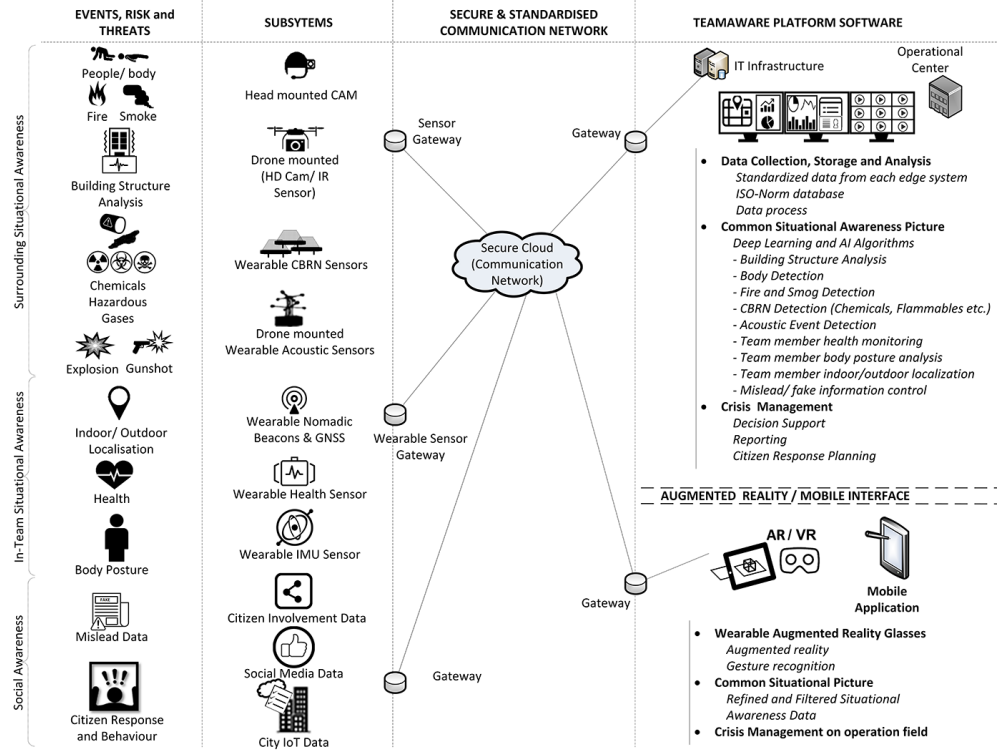 EVENTS, RISK and
THREATS
SUBSYTEMS
SECURE & STANDARDISED
COMMUNICATION NETWORK
TEAMAWARE PLATFORM SOFTWARE
Surrounding Situational Awareness
People/ body
Fire
Smoke
Building Structure
Analysis
Chemicals
Hazardous
Gases
Explosion
Gunshot
In-Team Situational Awareness
Indoor/ Outdoor
Localisation
Health
Body Posture
Social Awareness
FAKE
Mislead Data
Citizen Response
and Behaviour
Head mounted CAM
Drone mounted
(HD Cam/ IR
Sensor)
Wearable CBRN Sensors
Drone mounted
Wearable Acoustic Sensors
Wearable Nomadic
Beacons & GNSS
Wearable Health Sensor
Wearable IMU Sensor
Citizen Involvement Data
Social Media Data
City IoT Data
Sensor
Gateway
Gateway
Secure Cloud
(Communication
Network)
Wearable Sensor
Gateway
Gateway
Gateway
IT Infrastructure
Operational
Center
• Data Collection, Storage and Analysis
Standardized data from each edge system
ISO-Norm database
Data process
• Common Situational Awareness Picture
Deep Learning and AI Algorithms
- Building Structure Analysis
- Body Detection
- Fire and Smog Detection
- CBRN Detection (Chemicals, Flammables etc.)
- Acoustic Event Detection
- Team member health monitoring
- Team member body posture analysis
- Team member indoor/outdoor localization
- Mislead/ fake information control
• Crisis Management
Decision Support
Reporting
Citizen Response Planning
AUGMENTED REALITY / MOBILE INTERFACE
AR/ VR
Mobile
Application
• Wearable Augmented Reality Glasses
Augmented reality
Gesture recognition
• Common Situational Picture
Refined and Filtered Situational
Awareness Data
• Crisis Management on operation field